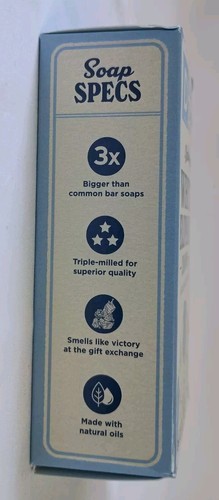 Soap
SPECS
3x
Bigger than
common bar soaps
Triple-milled for
superior quality
Smells like victory
at the gift exchange
Made with
natural oils